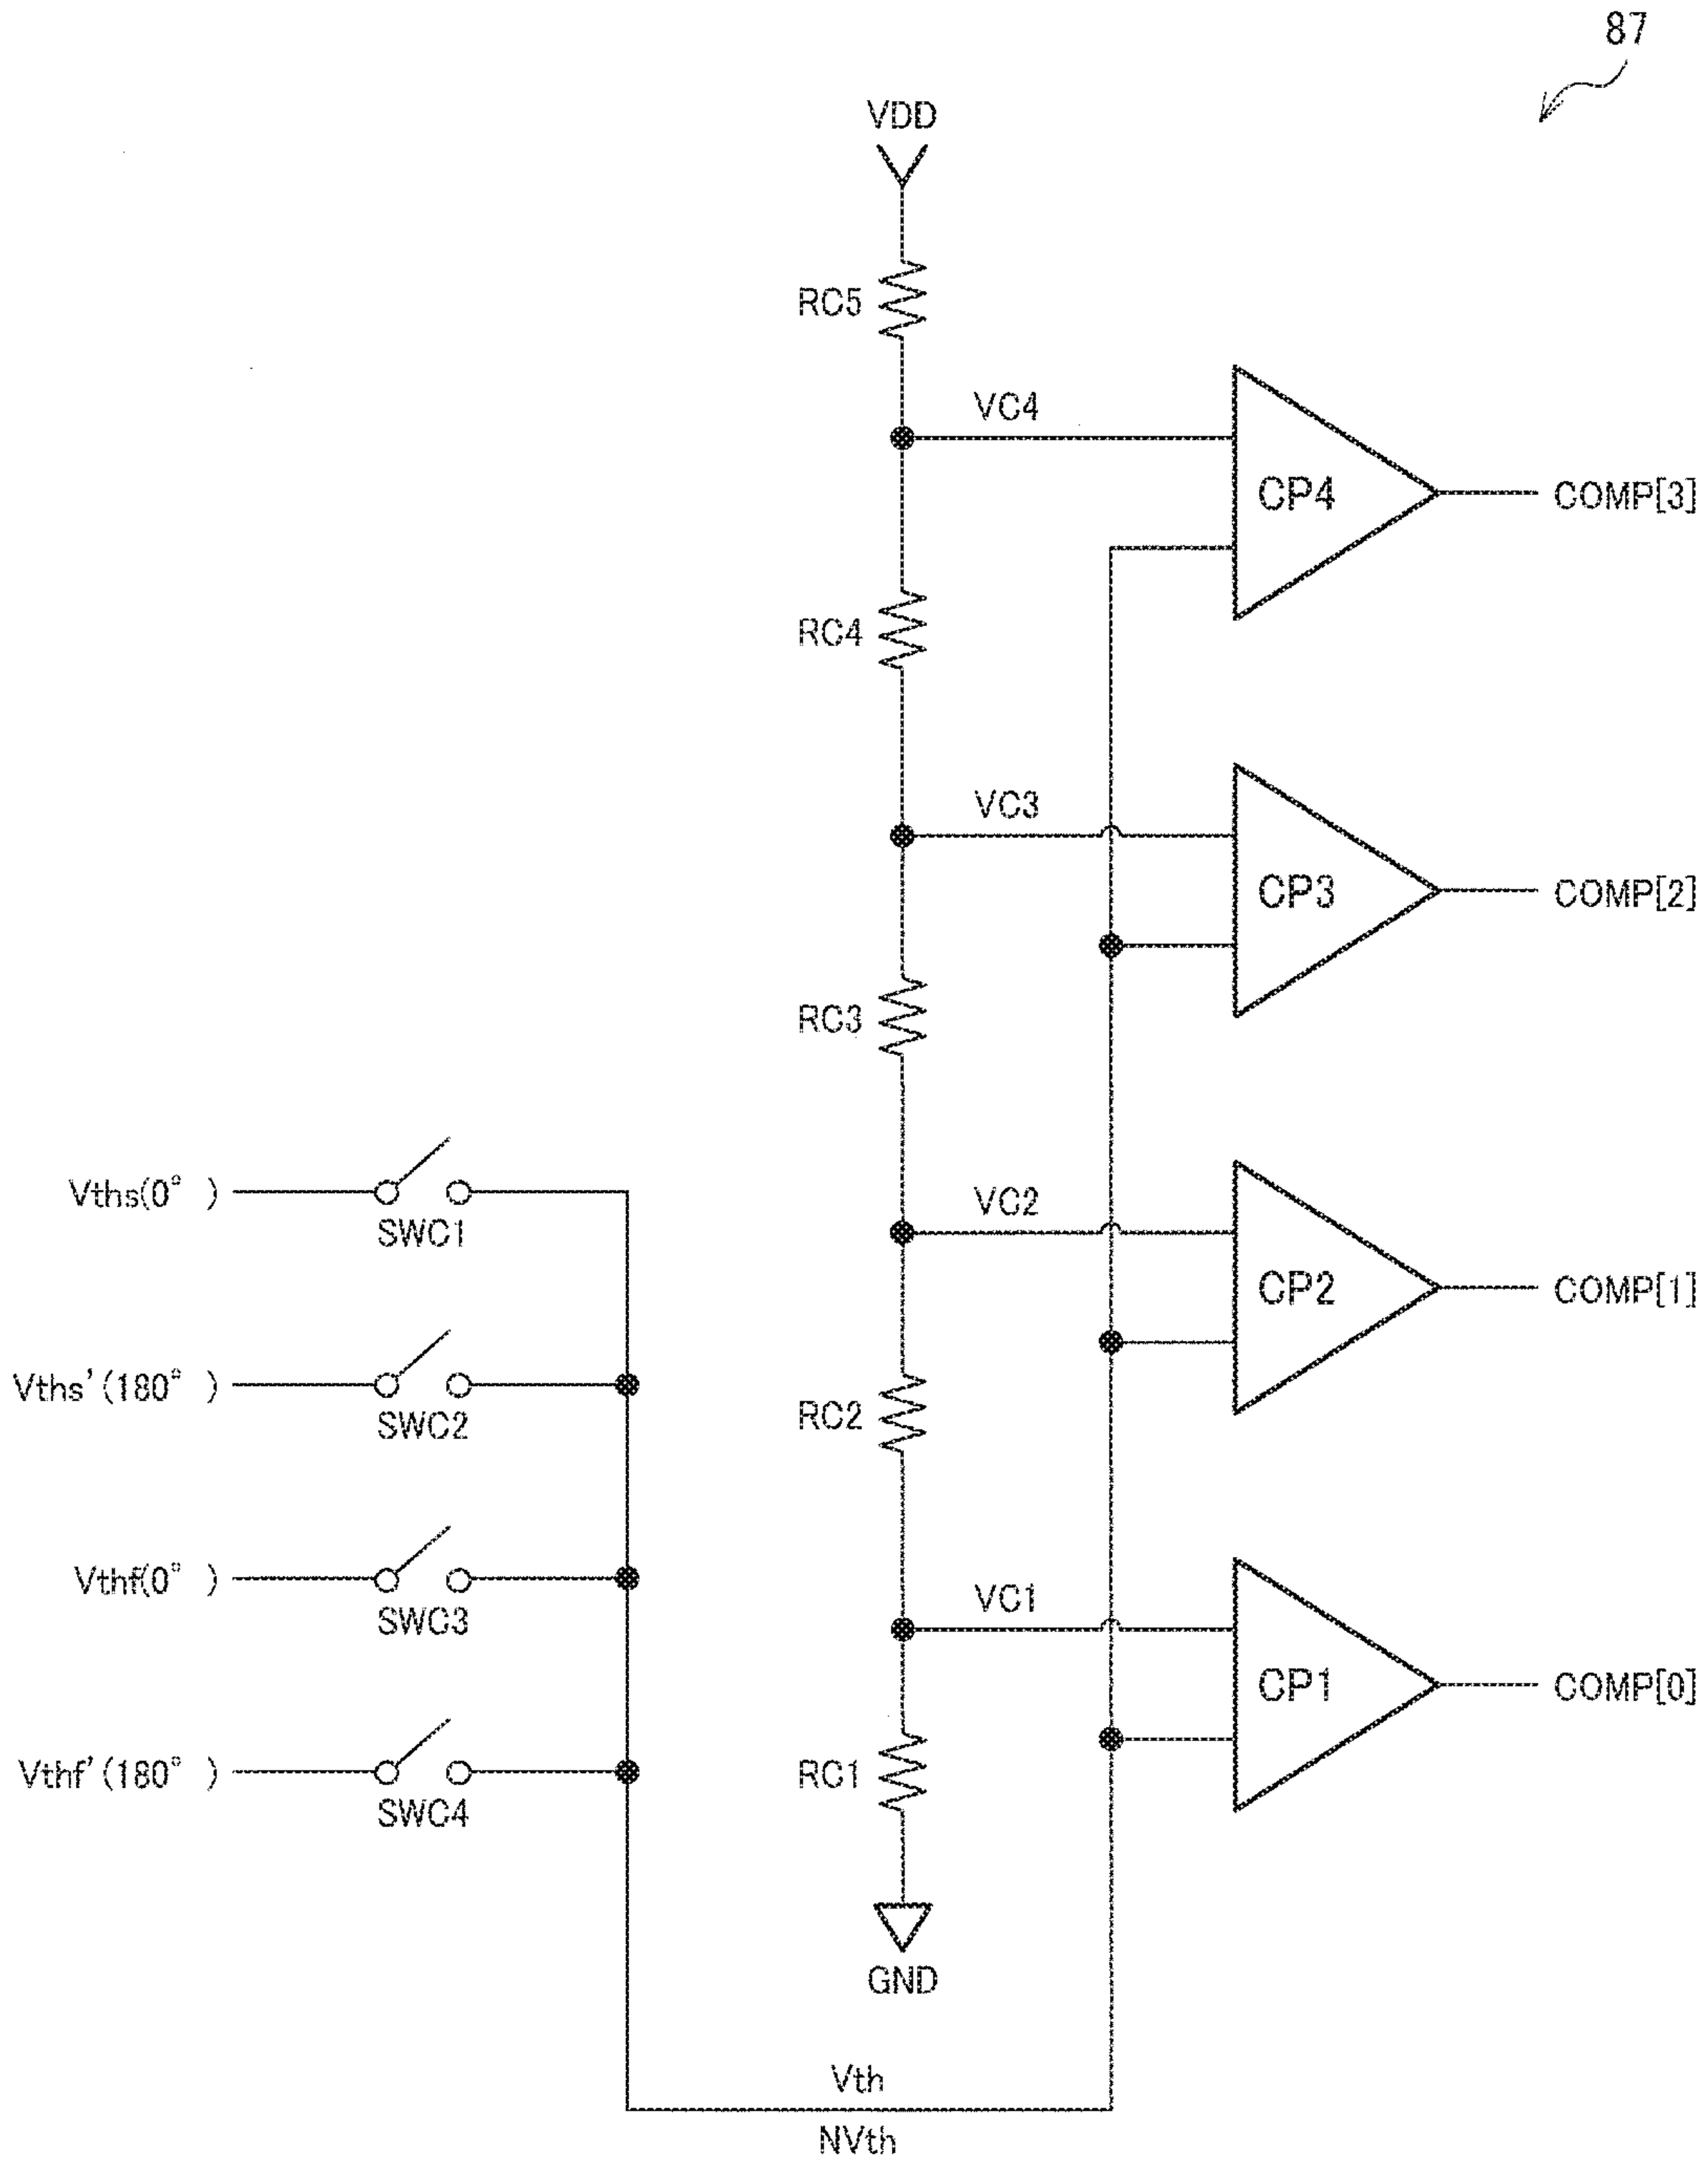 87
VDD
RC5
VC4
CP4
COMP[3]
RC4
VC3
CP3
COMP[2]
RC3
Vths(0° )
SWC1
VC2
CP2
COMP[1]
Vths'(180° )
SWC2
RC2
Vthf(0° )
SWC3
VC1
CP1
COMP[0]
Vthf'(180° )
SWC4
RC1
GND
Vth
NVth